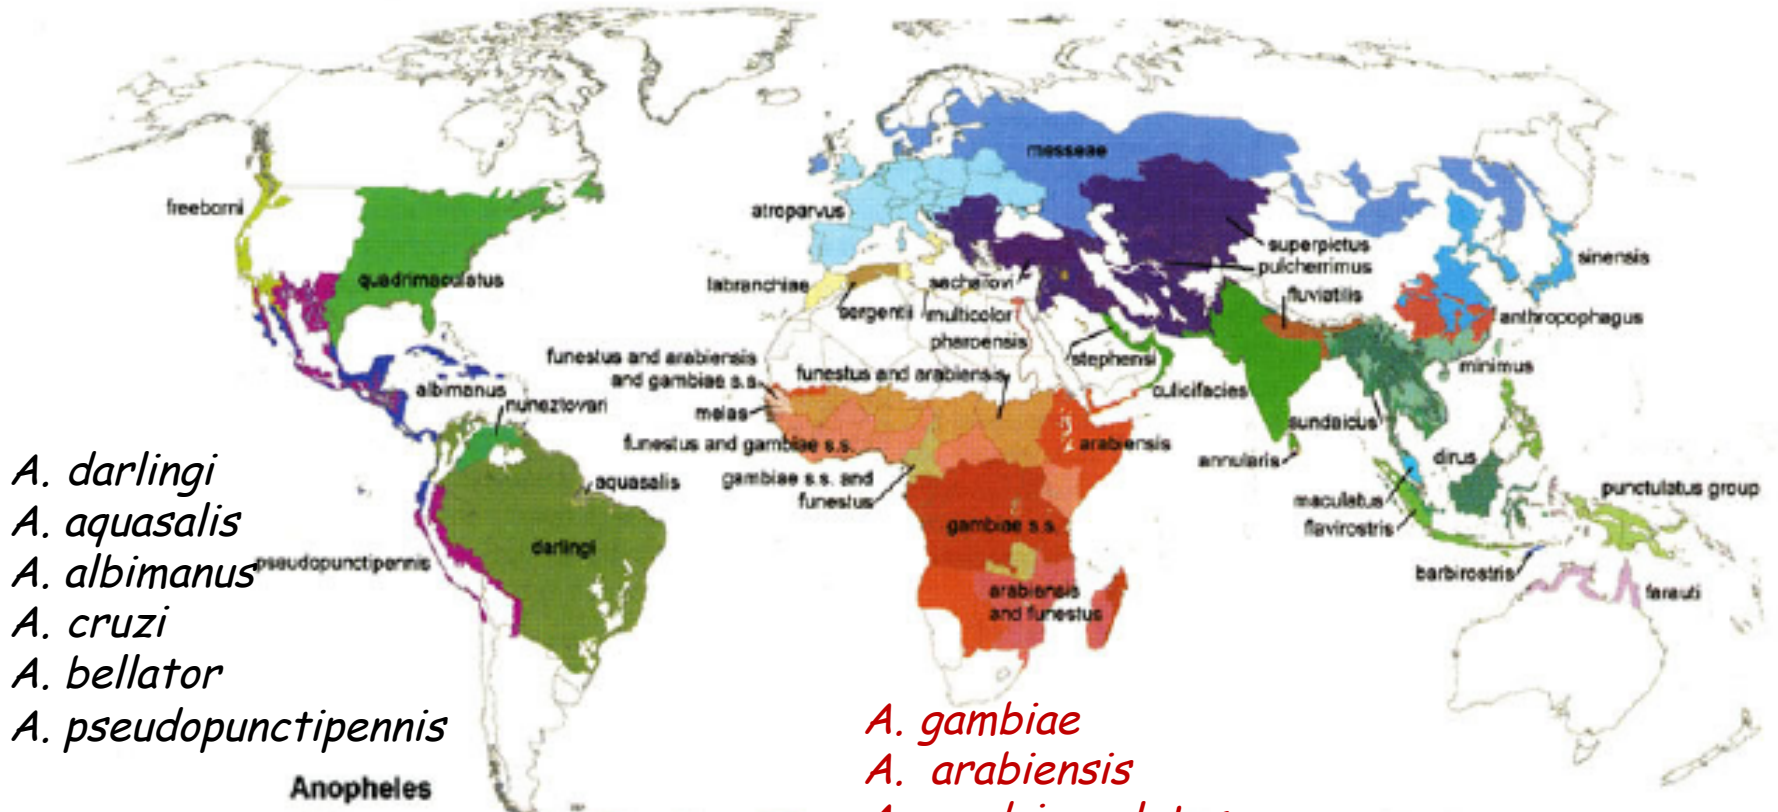 messeae
freeborni
atroparvus
superpictus
pulcherrimus
sinensis
quadrimaculatus
labranchiae
sacharovi
fluviatilis
sergentii
multicolor
anthropophagus
pharoensis
stephensi
funestus and arabiensis
and gambiae s.s.
funestus and arabiensis
minimus
albimanus
culicifacies
nuneztovari
melas
sundaicus
funestus and gambiae s.s.
arabiensis
annularis
dirus
aquasalis
gambiae s.s. and
funestus
maculatus
punctulatus group
flavirostris
gambiae s.s.
darlingi
pseudopunctipennis
barbirostris
arabiensis
and funestus
farauti
A. darlingi
A. aquasalis
A. albimanus
A. cruzi
A. bellator
A. pseudopunctipennis
Anopheles
A. gambiae
A. arabiensis